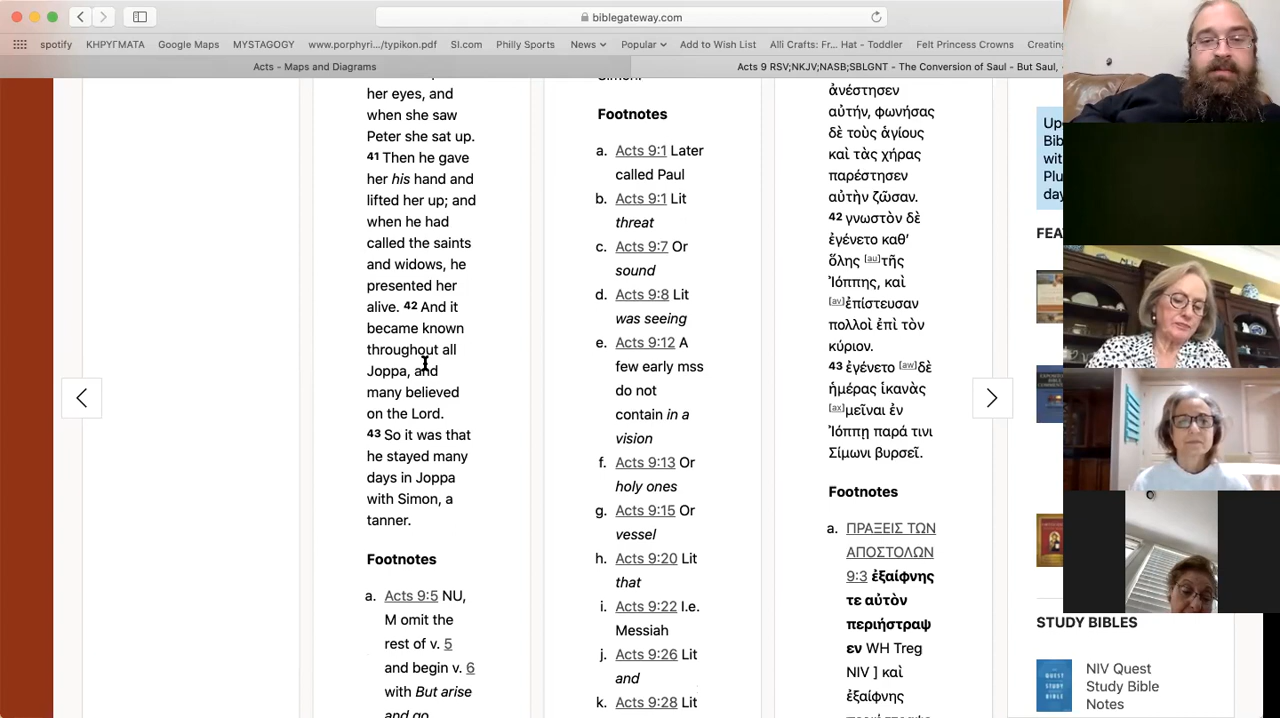 biblegateway.com
spotify
ΚΗΡΥΓΜΑΤΑ
Google Maps
MYSTAGOGY
www.porphyri.../typikon.pdf
SI.com
Philly Sports
News
Popular
Add to Wish List
Alli Crafts: Fr... Hat - Toddler
Felt Princess Crowns
Creating
Acts - Maps and Diagrams
Acts 9 RSV;NKJV;NASB;SBLGNT - The Conversion of Saul - But Saul,
her eyes, and
when she saw
Peter she sat up.
41 Then he gave
her his hand and
lifted her up; and
when he had
called the saints
and widows, he
presented her
alive. 42 And it
became known
throughout all
Joppa, and
many believed
on the Lord.
43 So it was that
he stayed many
days in Joppa
with Simon, a
tanner.
Footnotes
a. Acts 9:5 NU,
M omit the
rest of v. 5
and begin v. 6
with But arise
and go
Simon.
Footnotes
a. Acts 9:1 Later
called Paul
b. Acts 9:1 Lit
threat
c. Acts 9:7 Or
sound
d. Acts 9:8 Lit
was seeing
e. Acts 9:12 A
few early mss
do not
contain in a
vision
f. Acts 9:13 Or
holy ones
g. Acts 9:15 Or
vessel
h. Acts 9:20 Lit
that
i. Acts 9:22 I.e.
Messiah
j. Acts 9:26 Lit
and
k. Acts 9:28 Lit
ἀνέστησεν
αὐτήν, φωνήσας
δὲ τοὺς ἁγίους
καὶ τὰς χήρας
παρέστησεν
αὐτὴν ζῶσαν.
42 γνωστὸν δὲ
ἐγένετο καθ’
ὅλης [au]τῆς
Ἰόππης, καὶ
[av]ἐπίστευσαν
πολλοὶ ἐπὶ τὸν
κύριον.
43 ἐγένετο [aw]δὲ
ἡμέρας ἱκανὰς
[ax]μεῖναι ἐν
Ἰόππῃ παρά τινι
Σίμωνι βυρσεῖ.
Footnotes
a. ΠΡΑΞΕΙΣ ΤΩΝ
ΑΠΟΣΤΟΛΩΝ
9:3 ἐξαίφνης
τε αὐτὸν
περιήστραψ
εν WH Treg
NIV ] καὶ
ἐξαίφνης
STUDY BIBLES
NIV Quest
Study Bible
Notes